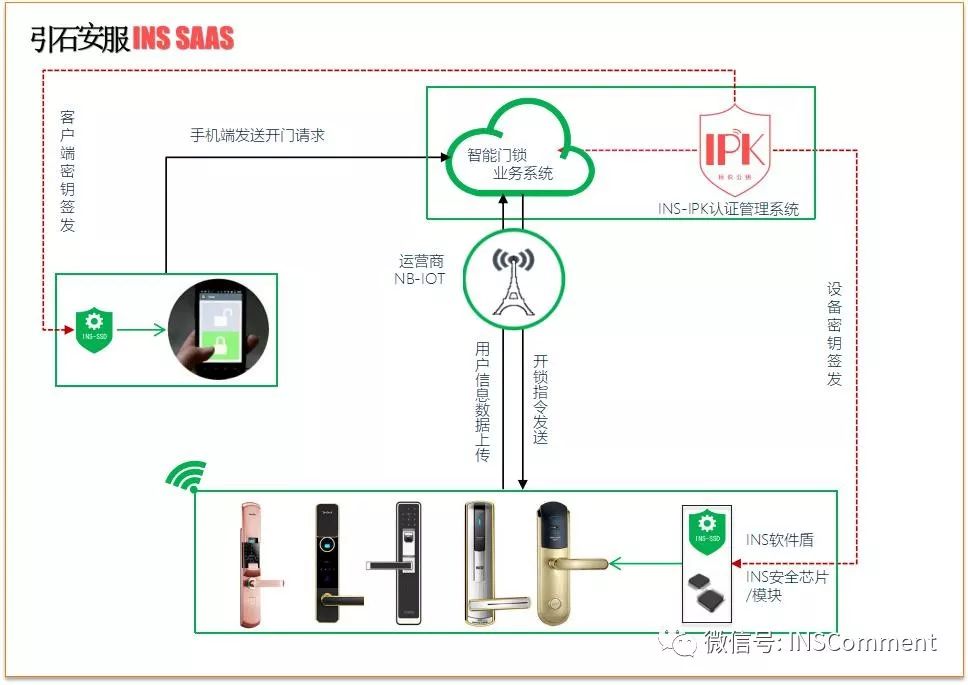 引石安服 INS SAAS
客户端密钥签发
手机端发送开门请求
智能门锁
业务系统
IPK
标识公钥
INS-IPK认证管理系统
运营商
NB-IOT
设备密钥签发
INS-SSD
用户信息数据上传
开锁指令发送
INS-SSD
INS软件盾
INS安全芯片
/模块
微信号: INSComment